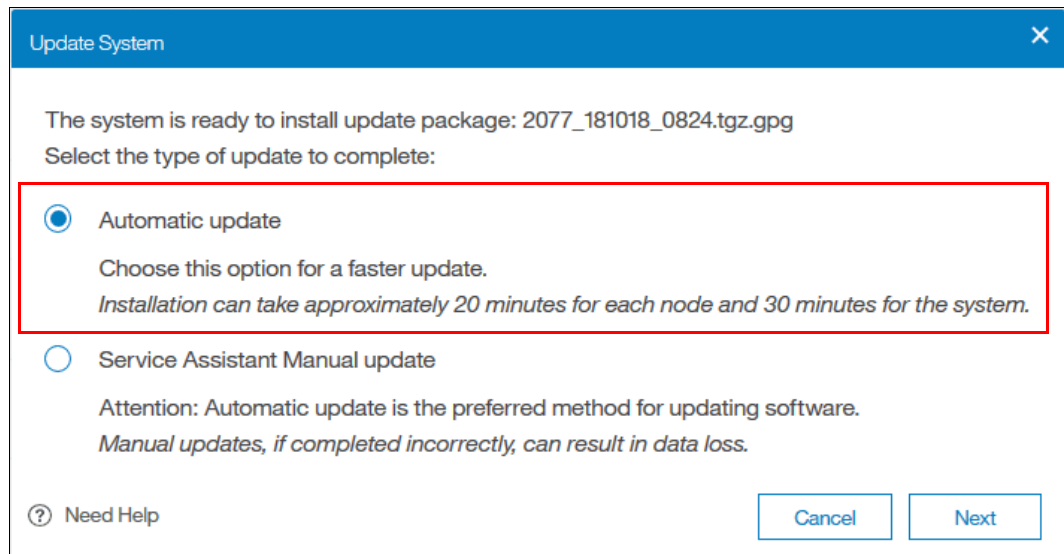 Update System
The system is ready to install update package: 2077_181018_0824.tgz.gpg
Select the type of update to complete:
Automatic update
Choose this option for a faster update.
Installation can take approximately 20 minutes for each node and 30 minutes for the system.
Service Assistant Manual update
Attention: Automatic update is the preferred method for updating software.
Manual updates, if completed incorrectly, can result in data loss.
? Need Help
Cancel
Next